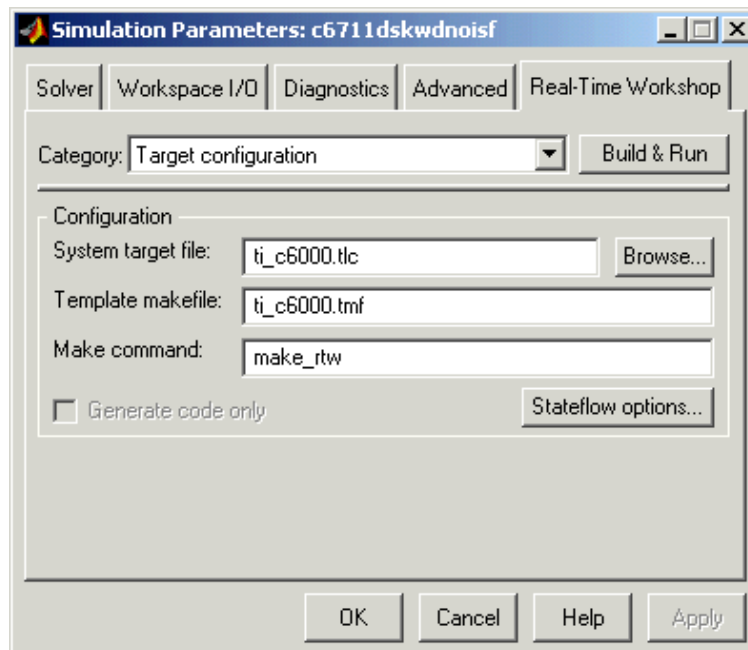 Simulation Parameters: c6711dskwdnoisf
Solver Workspace I/O Diagnostics Advanced Real-Time Workshop
Category: Target configuration Build & Run
Configuration
System target file: ti_c6000.tlc Browse...
Template makefile: ti_c6000.tmf
Make command: make_rtw
Generate code only Stateflow options...
OK Cancel Help Apply